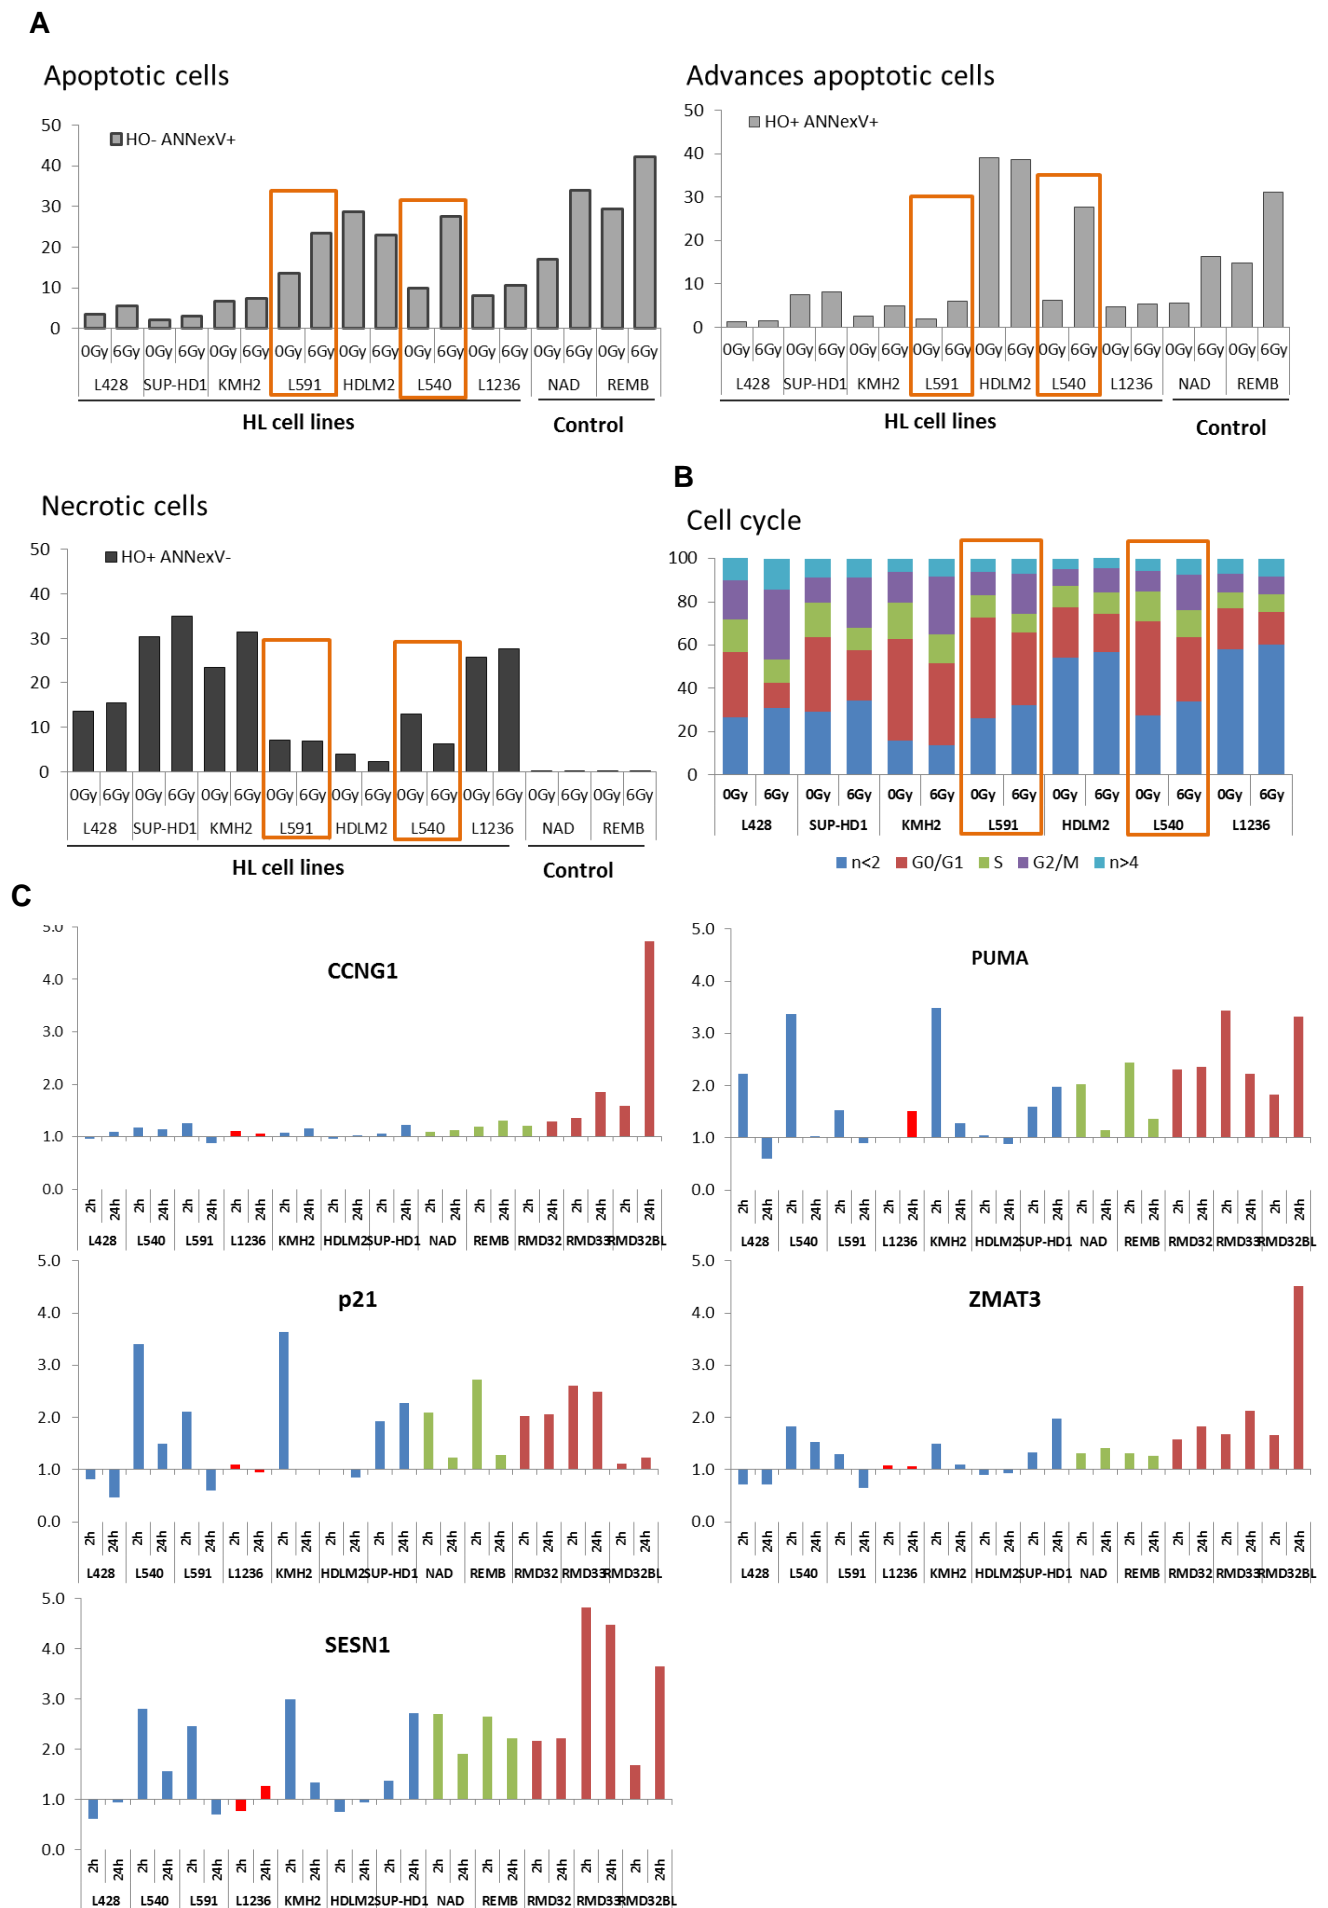 A
Apoptotic cells
50
40
30
20
10
0
HO- ANNexV+
0Gy 6Gy 0Gy 6Gy 0Gy 6Gy 0Gy 6Gy 0Gy 6Gy 0Gy 6Gy 0Gy 6Gy 0Gy 6Gy 0Gy 6Gy
L428 SUP-HD1 KMH2 L591 HDLM2 L540 L1236 NAD REMB
HL cell lines Control
Advances apoptotic cells
50
40
30
20
10
0
HO+ ANNexV+
0Gy 6Gy 0Gy 6Gy 0Gy 6Gy 0Gy 6Gy 0Gy 6Gy 0Gy 6Gy 0Gy 6Gy 0Gy 6Gy 0Gy 6Gy
L428 SUP-HD1 KMH2 L591 HDLM2 L540 L1236 NAD REMB
HL cell lines Control
Necrotic cells
50
40
30
20
10
0
HO+ ANNexV-
0Gy 6Gy 0Gy 6Gy 0Gy 6Gy 0Gy 6Gy 0Gy 6Gy 0Gy 6Gy 0Gy 6Gy 0Gy 6Gy 0Gy 6Gy
L428 SUP-HD1 KMH2 L591 HDLM2 L540 L1236 NAD REMB
HL cell lines Control
B
Cell cycle
100
80
60
40
20
0
0Gy 6Gy 0Gy 6Gy 0Gy 6Gy 0Gy 6Gy 0Gy 6Gy 0Gy 6Gy 0Gy 6Gy
L428 SUP-HD1 KMH2 L591 HDLM2 L540 L1236
n<2 G0/G1 S G2/M n>4
C
CCNG1
5.0
4.0
3.0
2.0
1.0
0.0
2h 24h 2h 24h 2h 24h 2h 24h 2h 24h 2h 24h 2h 24h 2h 24h 2h 24h 2h 24h 2h 24h 2h 24h
L428 L540 L591 L1236 KMH2 HDLM2 SUP-HD1 NAD REMB RMD32 RMD33 RMD32BL
PUMA
5.0
4.0
3.0
2.0
1.0
0.0
2h 24h 2h 24h 2h 24h 2h 24h 2h 24h 2h 24h 2h 24h 2h 24h 2h 24h 2h 24h 2h 24h 2h 24h
L428 L540 L591 L1236 KMH2 HDLM2 SUP-HD1 NAD REMB RMD32 RMD33 RMD32BL
p21
5.0
4.0
3.0
2.0
1.0
0.0
2h 24h 2h 24h 2h 24h 2h 24h 2h 24h 2h 24h 2h 24h 2h 24h 2h 24h 2h 24h 2h 24h 2h 24h
L428 L540 L591 L1236 KMH2 HDLM2 SUP-HD1 NAD REMB RMD32 RMD33 RMD32BL
ZMAT3
5.0
4.0
3.0
2.0
1.0
0.0
2h 24h 2h 24h 2h 24h 2h 24h 2h 24h 2h 24h 2h 24h 2h 24h 2h 24h 2h 24h 2h 24h 2h 24h
L428 L540 L591 L1236 KMH2 HDLM2 SUP-HD1 NAD REMB RMD32 RMD33 RMD32BL
SESN1
5.0
4.0
3.0
2.0
1.0
0.0
2h 24h 2h 24h 2h 24h 2h 24h 2h 24h 2h 24h 2h 24h 2h 24h 2h 24h 2h 24h 2h 24h 2h 24h
L428 L540 L591 L1236 KMH2 HDLM2 SUP-HD1 NAD REMB RMD32 RMD33 RMD32BL